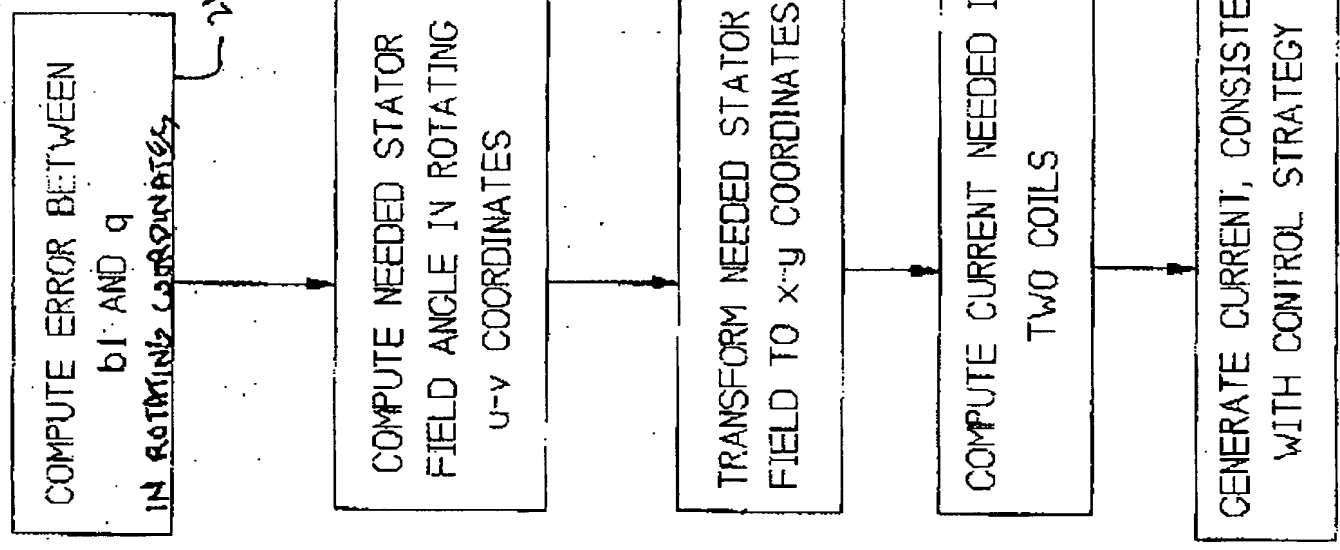 COMPUTE ERROR BETWEEN
b1 AND q
IN ROTATING COORDINATES
COMPUTE NEEDED STATOR
FIELD ANGLE IN ROTATING
u-v COORDINATES
TRANSFORM NEEDED STATOR
FIELD TO x-y COORDINATES
COMPUTE CURRENT NEEDED
TWO COILS
GENERATE CURRENT,
WITH CONTROL STRATEGY